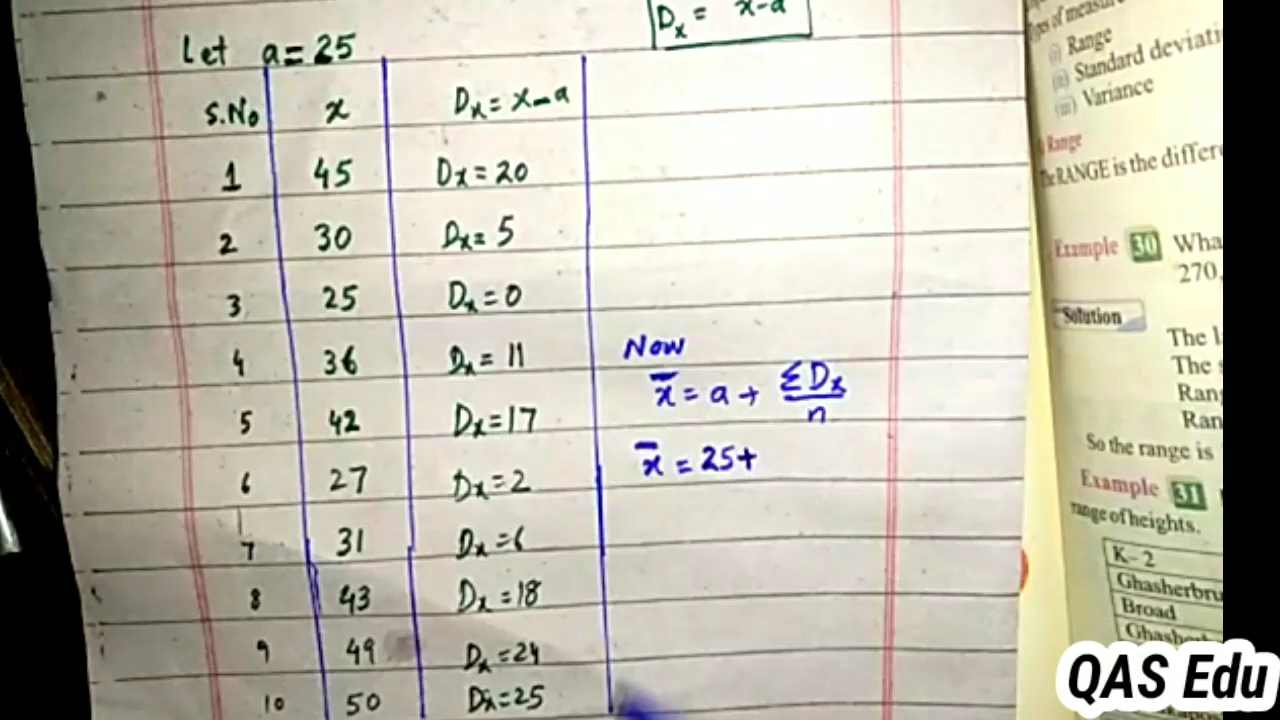 Dx = x-a
Let a = 25
S.No x Dx = x - a
1 45 Dx = 20
2 30 Dx = 5
3 25 Dx = 0
4 36 Dx = 11
5 42 Dx = 17
6 27 Dx = 2
7 31 Dx = 6
8 43 Dx = 18
9 49 Dx = 24
10 50 Dx = 25
Now
x̄ = a + ΣDx/n
x̄ = 25+
(i) Range
(ii) Standard deviati
(iii) Variance
Range
The RANGE is the differ
Example 30 Wha
270,
Solution
The
The
Ran
Ran
So the range is
Example 31
range of heights.
K-2
Ghasherbru
Broad
Ghash
QAS Edu